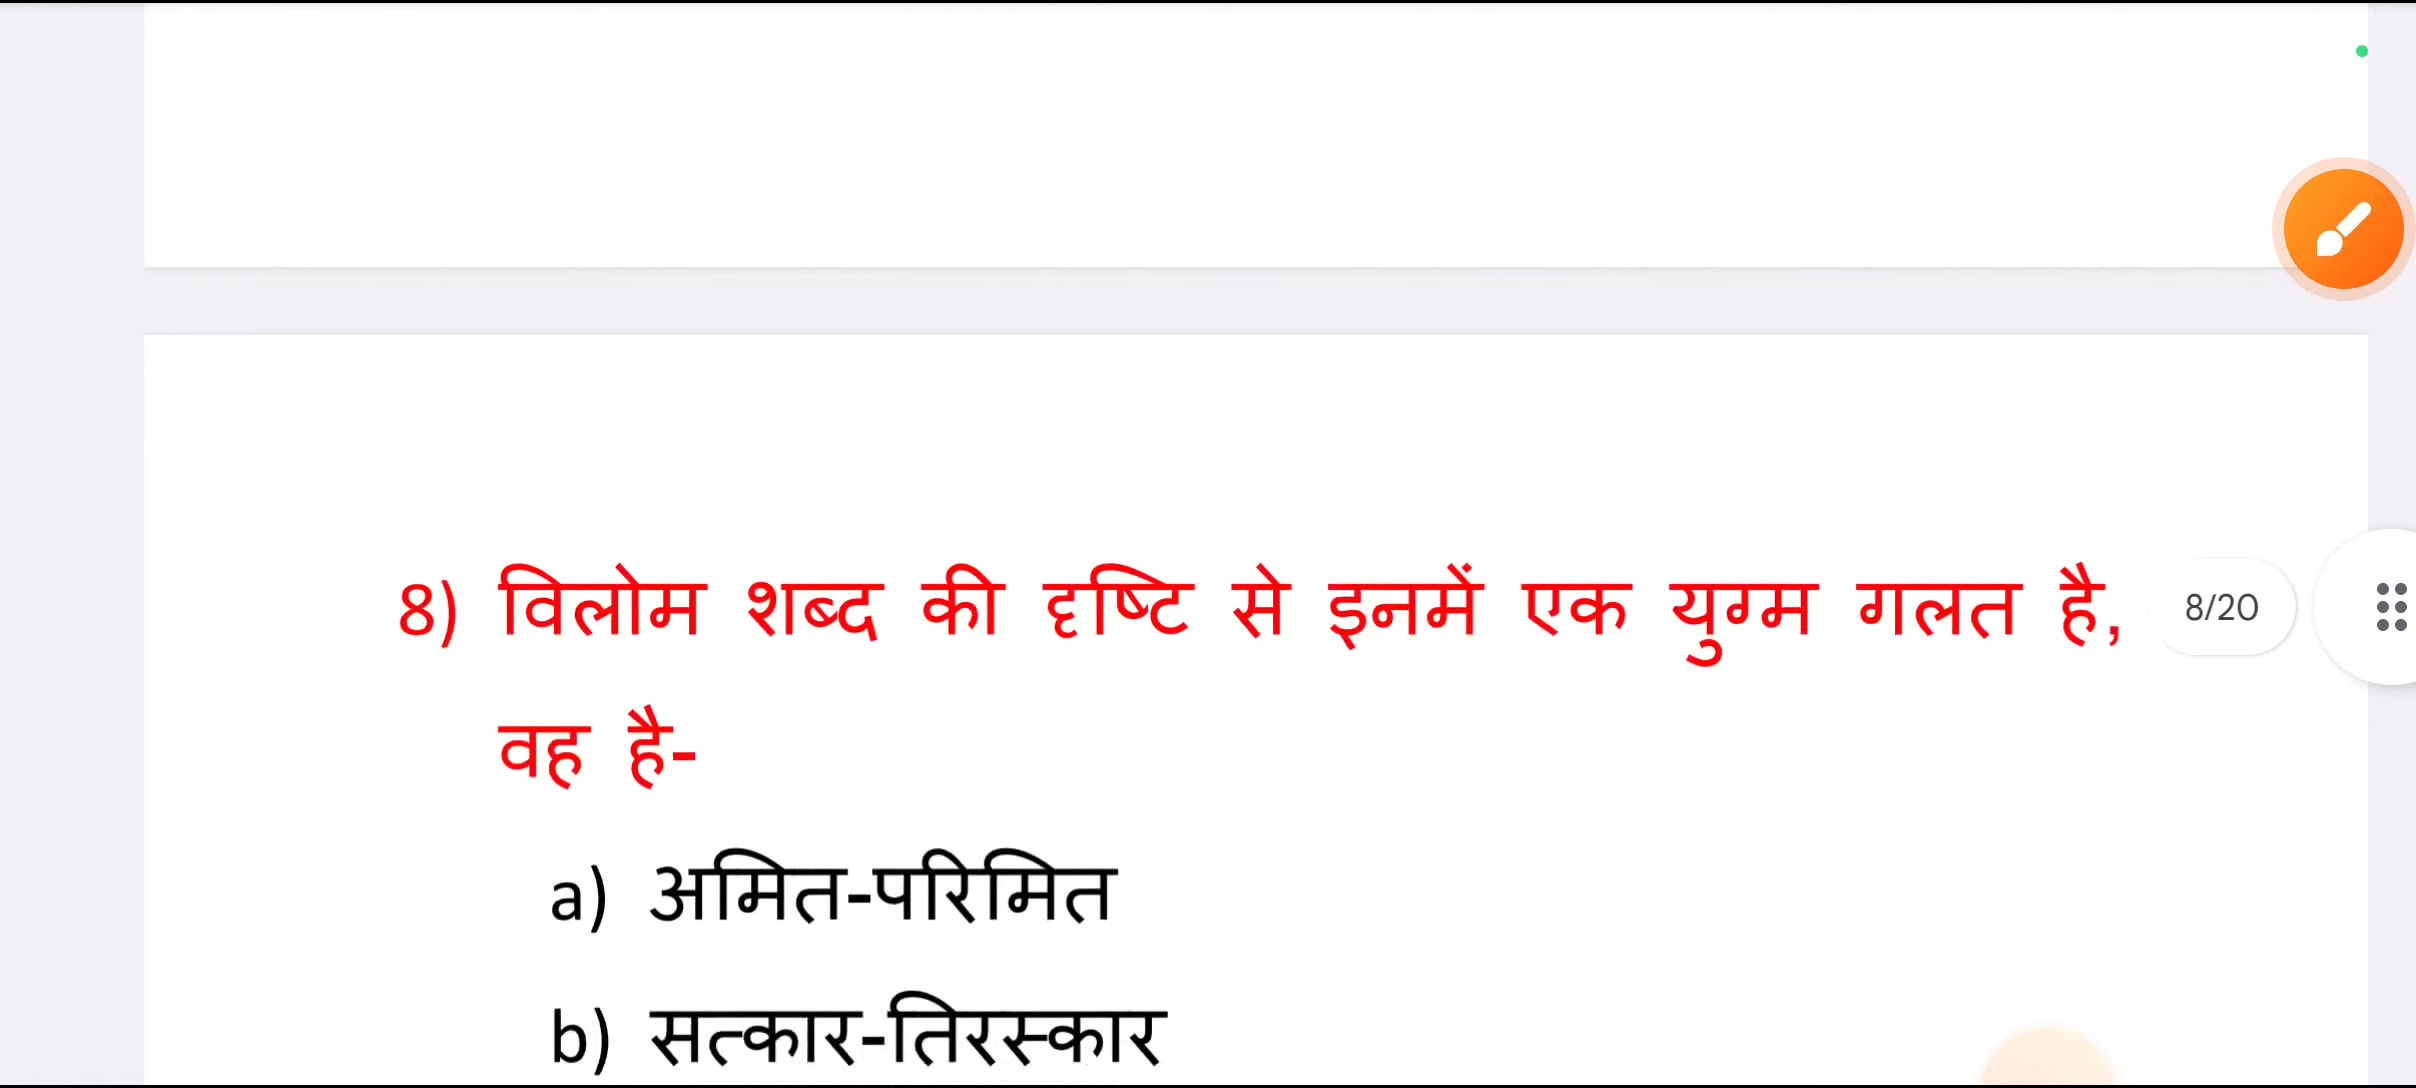 8) विलोम शब्द की दृष्टि से इनमें एक युग्म गलत है,
8/20
वह है-
a) अमित-परिमित
b) सत्कार-तिरस्कार